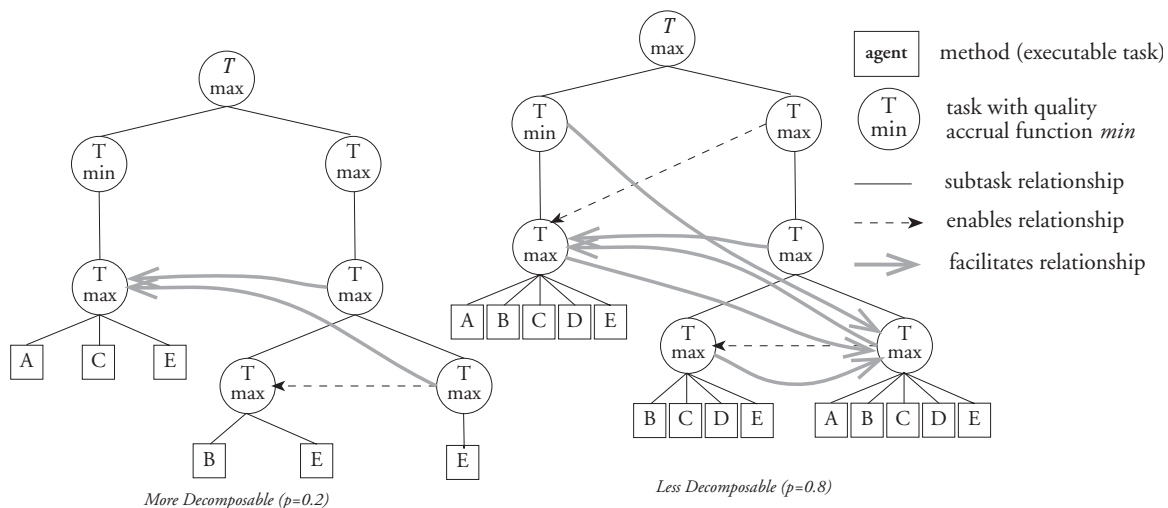 T
max
T
min
T
max
T
max
T
max
A
C
E
T
max
T
max
B
E
E
More Decomposable (p=0.2)
T
max
T
min
T
max
T
max
T
max
A B C D E
T
max
T
max
B C D E
A B C D E
Less Decomposable (p=0.8)
agent method (executable task)
T
min
task with quality
accrual function min
subtask relationship
enables relationship
facilitates relationship